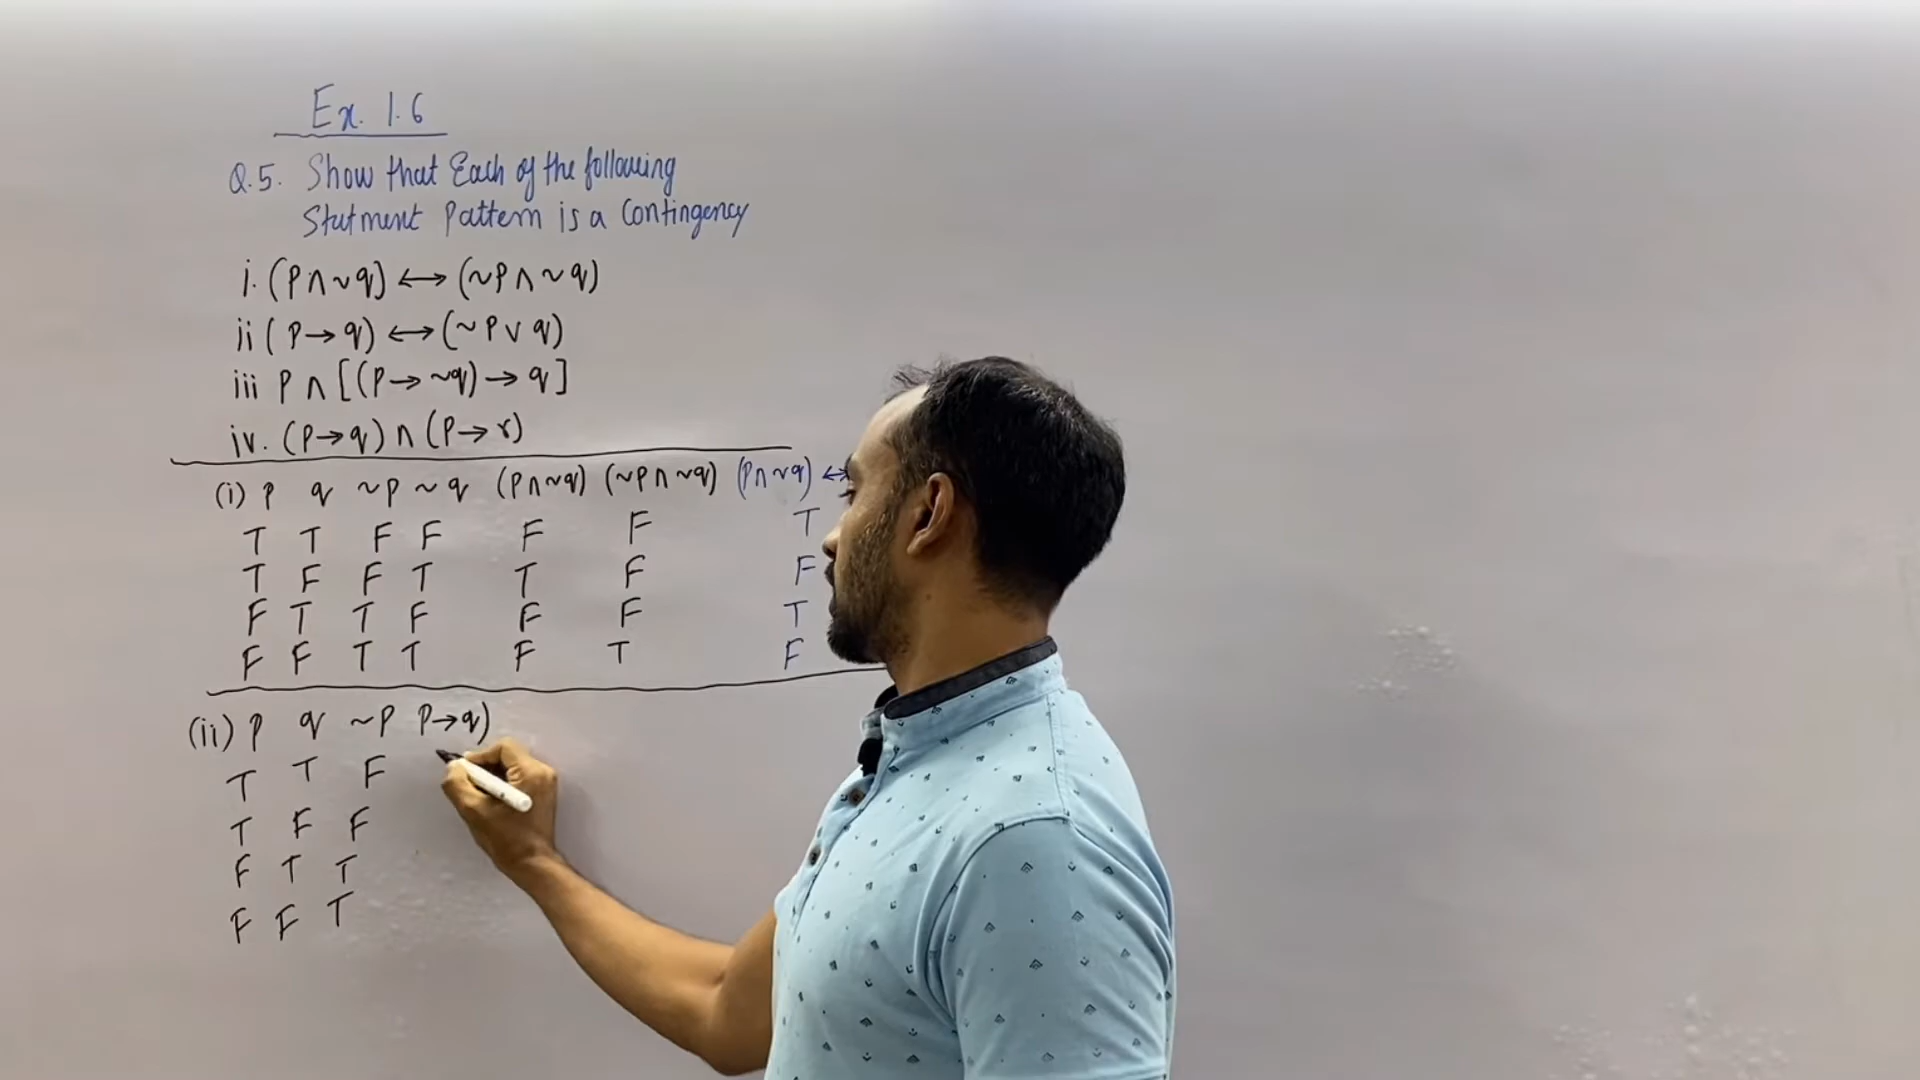 Ex. 1.6
Q.5. Show that Each of the following
Statment Pattern is a Contingency
i. (p∧~q) ↔ (~p∧~q)
ii (p→q) ↔ (~p∨q)
iii p∧[(p→~q)→q]
iv. (p→q)∧(p→r)
(i) p q ~p ~q (p∧~q) (~p∧~q) (p∧~q) ↔
T T F F F F T
T F F T T F F
F T T F F F T
F F T T F T F
(ii) p q ~p p→q)
T T F
T F F
F T T
F F T